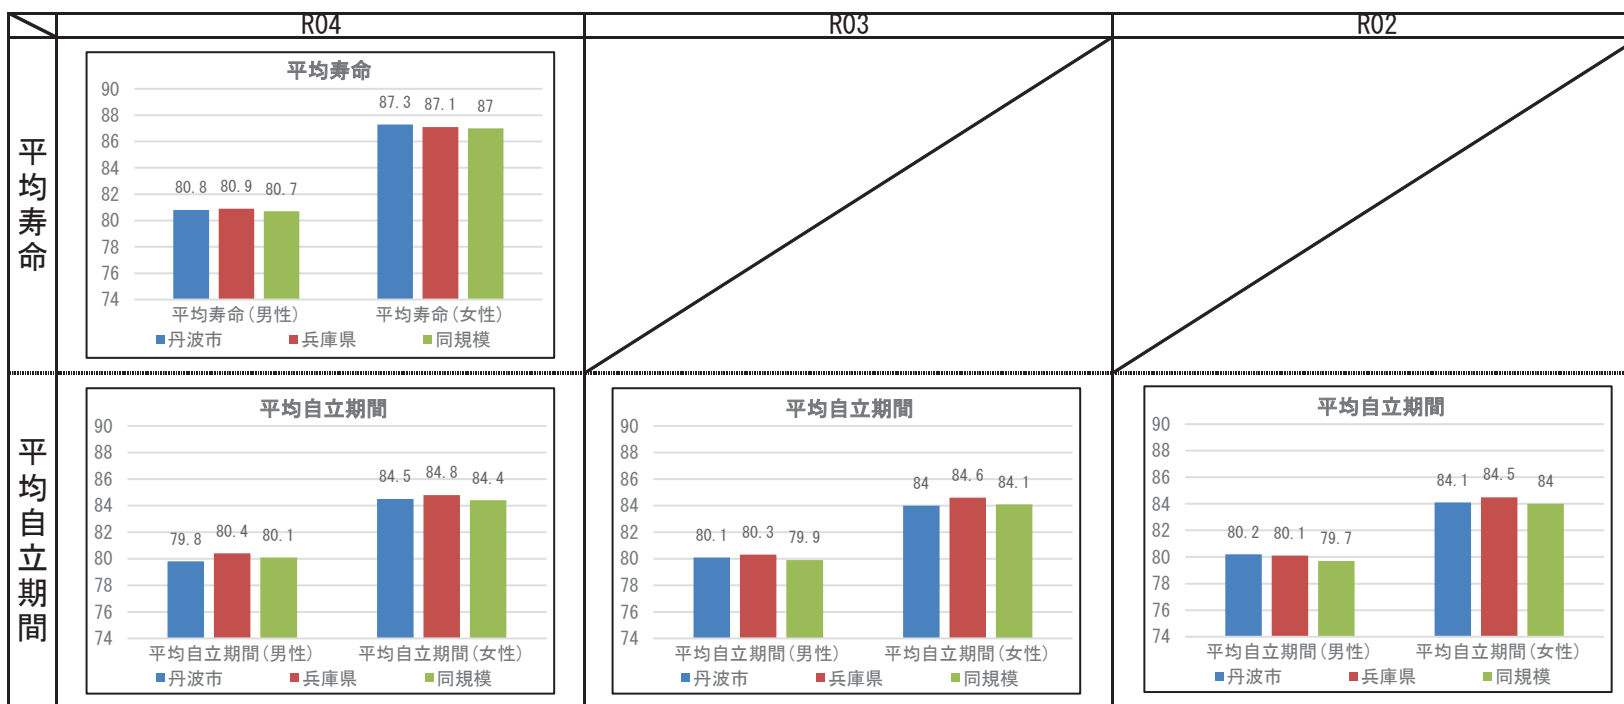 R04
R03
R02
平均寿命
平均寿命
90
88
86
84
82
80
78
76
74
80.8 80.9 80.7
87.3 87.1 87
平均寿命(男性) 平均寿命(女性)
丹波市 兵庫県 同規模
平均自立期間
平均自立期間
90
88
86
84
82
80
78
76
74
79.8 80.4 80.1
84.5 84.8 84.4
平均自立期間(男性) 平均自立期間(女性)
丹波市 兵庫県 同規模
平均自立期間
90
88
86
84
82
80
78
76
74
80.1 80.3 79.9
84 84.6 84.1
平均自立期間(男性) 平均自立期間(女性)
丹波市 兵庫県 同規模
平均自立期間
90
88
86
84
82
80
78
76
74
80.2 80.1 79.7
84.1 84.5 84
平均自立期間(男性) 平均自立期間(女性)
丹波市 兵庫県 同規模